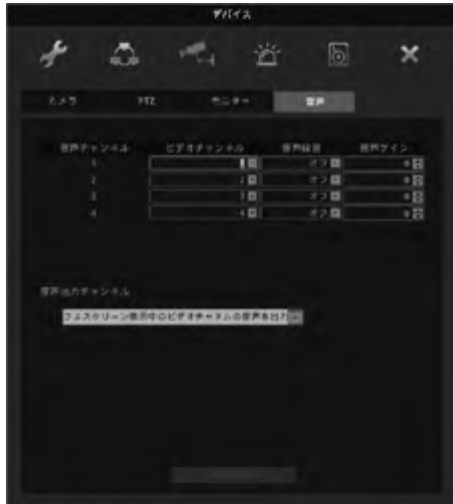 デバイス
カメラ PTZ モニター 音声
音声チャンネル ビデオチャンネル 音声録音 音声ゲイン
1 1 オフ
2 2 オフ
3 3 オフ
4 4 オフ
音声出力チャンネル
フルスクリーン表示中のビデオチャネルの音声を出力